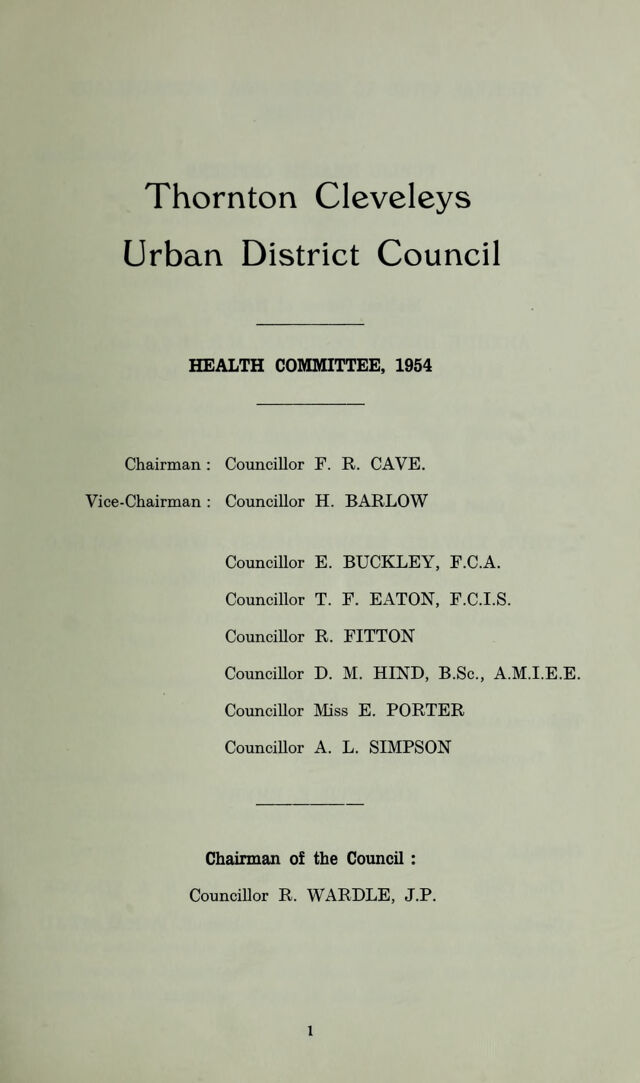 Thornton Cleveleys
Urban District Council
HEALTH COMMITTEE, 1954
Chairman : Councillor F. R. CAVE.
Vice-Chairman : Councillor H. BARLOW
Councillor E. BUCKLEY, F.C.A.
Councillor T. F. EATON, F.C.I.S.
Councillor R. FITTON
Councillor D. M. HIND, B.Sc., A.M.I.E.E.
Councillor Miss E. PORTER
Councillor A. L. SIMPSON
Chairman of the Council :
Councillor R. WARDLE, J.P.
1